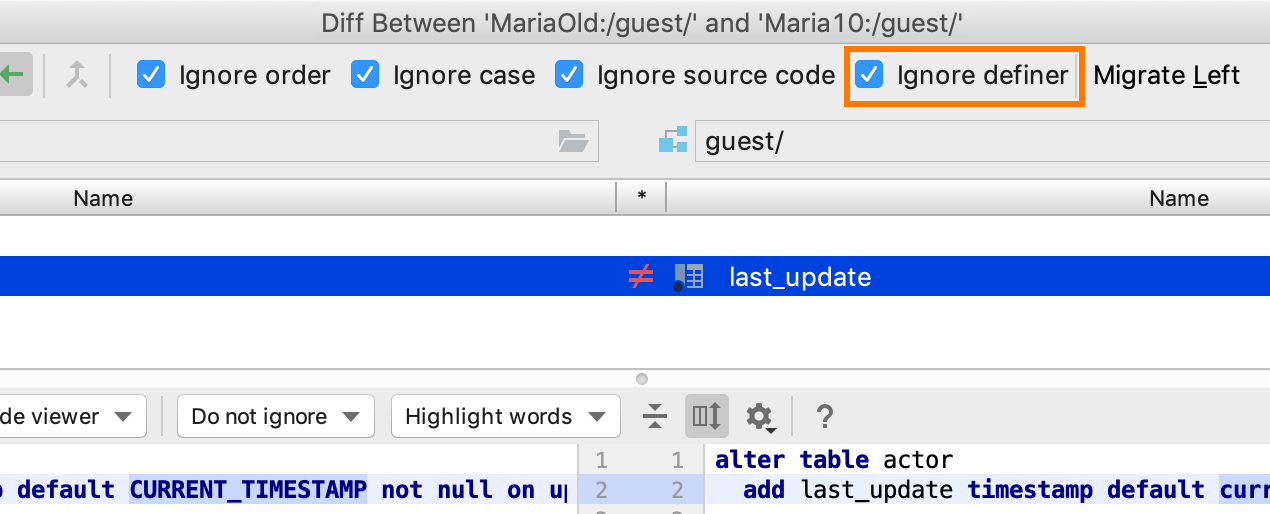 Diff Between 'MariaOld:/guest/' and 'Maria10:/guest/'
Ignore order Ignore case Ignore source code Ignore definer Migrate Left
guest/
Name * Name
≠ last_update
viewer Do not ignore Highlight words ?
1 1 alter table actor
2 2 default CURRENT_TIMESTAMP not null on add last_update timestamp default